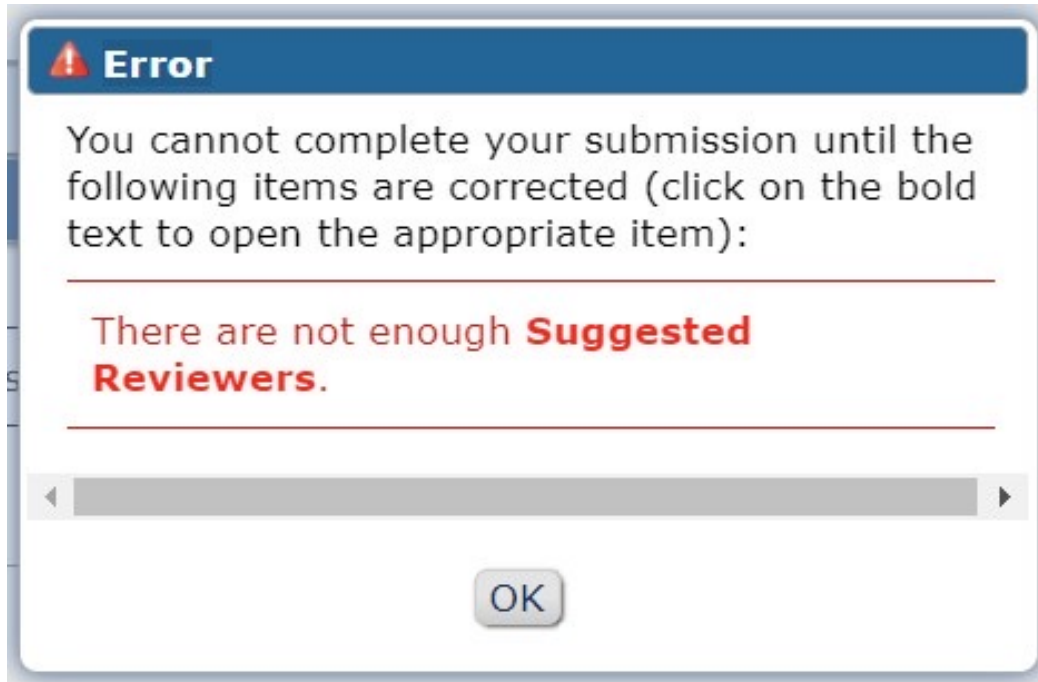 Error
You cannot complete your submission until the
following items are corrected (click on the bold
text to open the appropriate item):
There are not enough Suggested
Reviewers.
s
OK